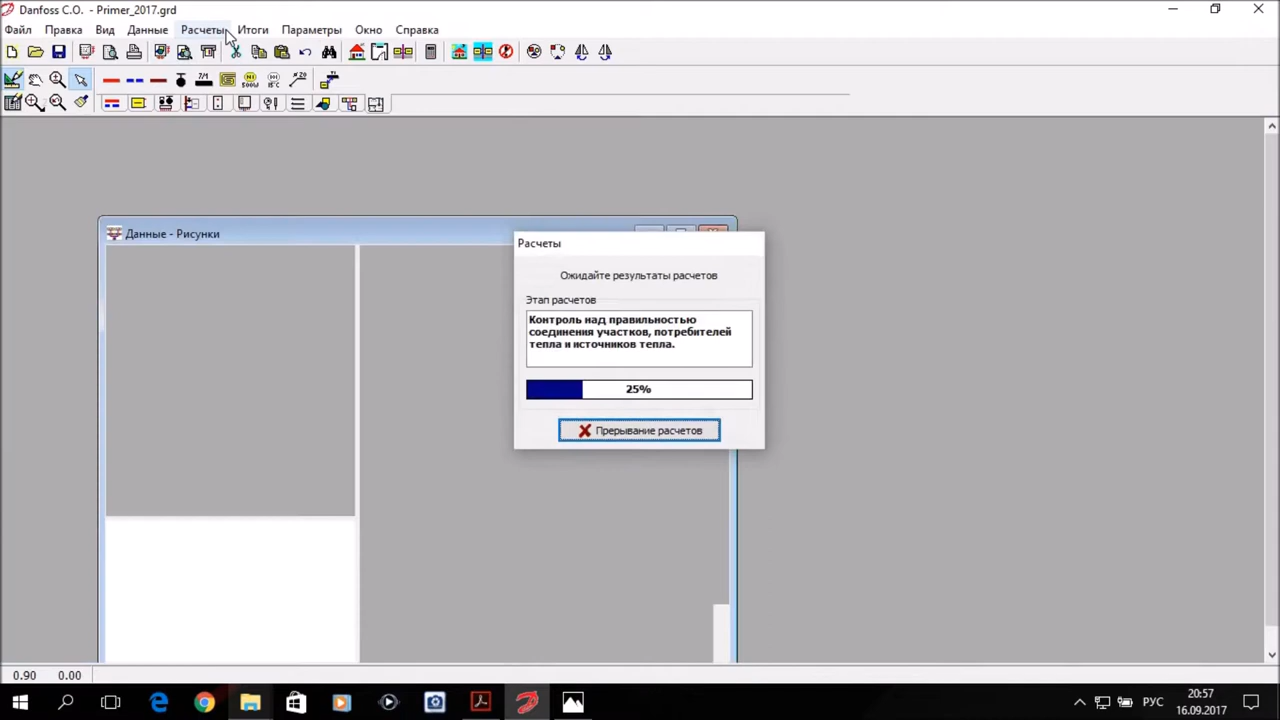 Danfoss C.O. - Primer_2017.grd
Файл Правка Вид Данные Расчеты Итоги Параметры Окно Справка
Данные - Рисунки
Расчеты
Ожидайте результаты расчетов
Этап расчетов
Контроль над правильностью
соединения участков, потребителей
тепла и источников тепла.
25%
Прерывание расчетов
0.90 0.00
РУС
20:57
16.09.2017